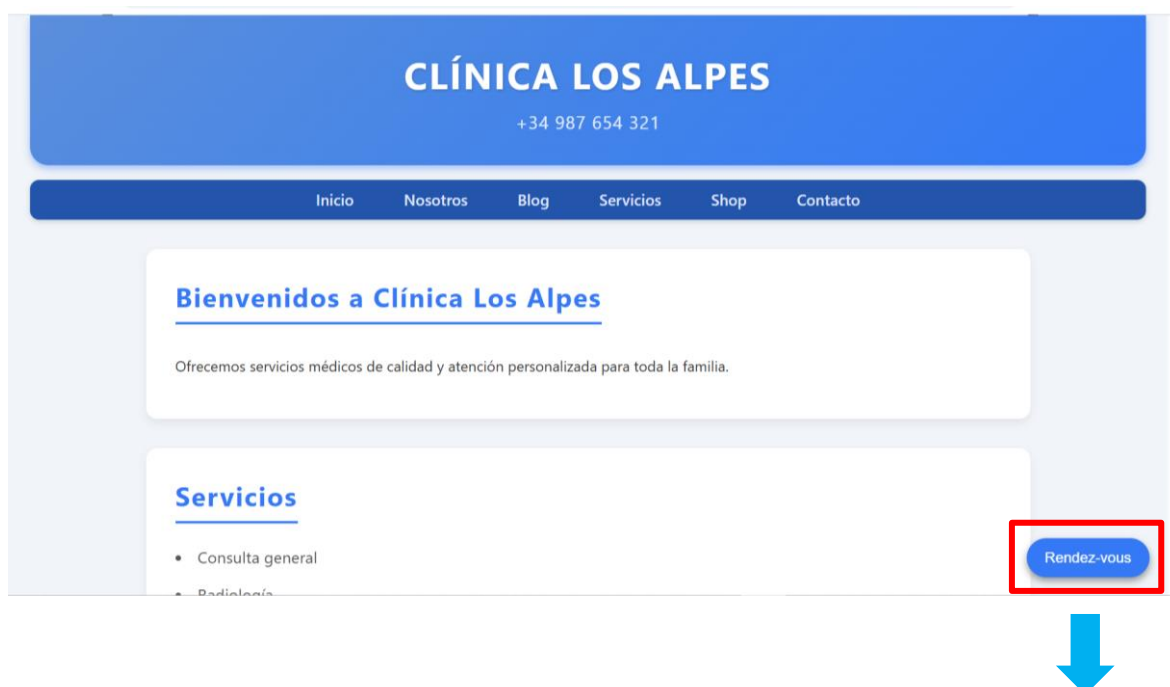 CLÍNICA LOS ALPES
+34 987 654 321
Inicio Nosotros Blog Servicios Shop Contacto
Bienvenidos a Clínica Los Alpes
Ofrecemos servicios médicos de calidad y atención personalizada para toda la familia.
Servicios
• Consulta general
Rendez-vous
• Radiología